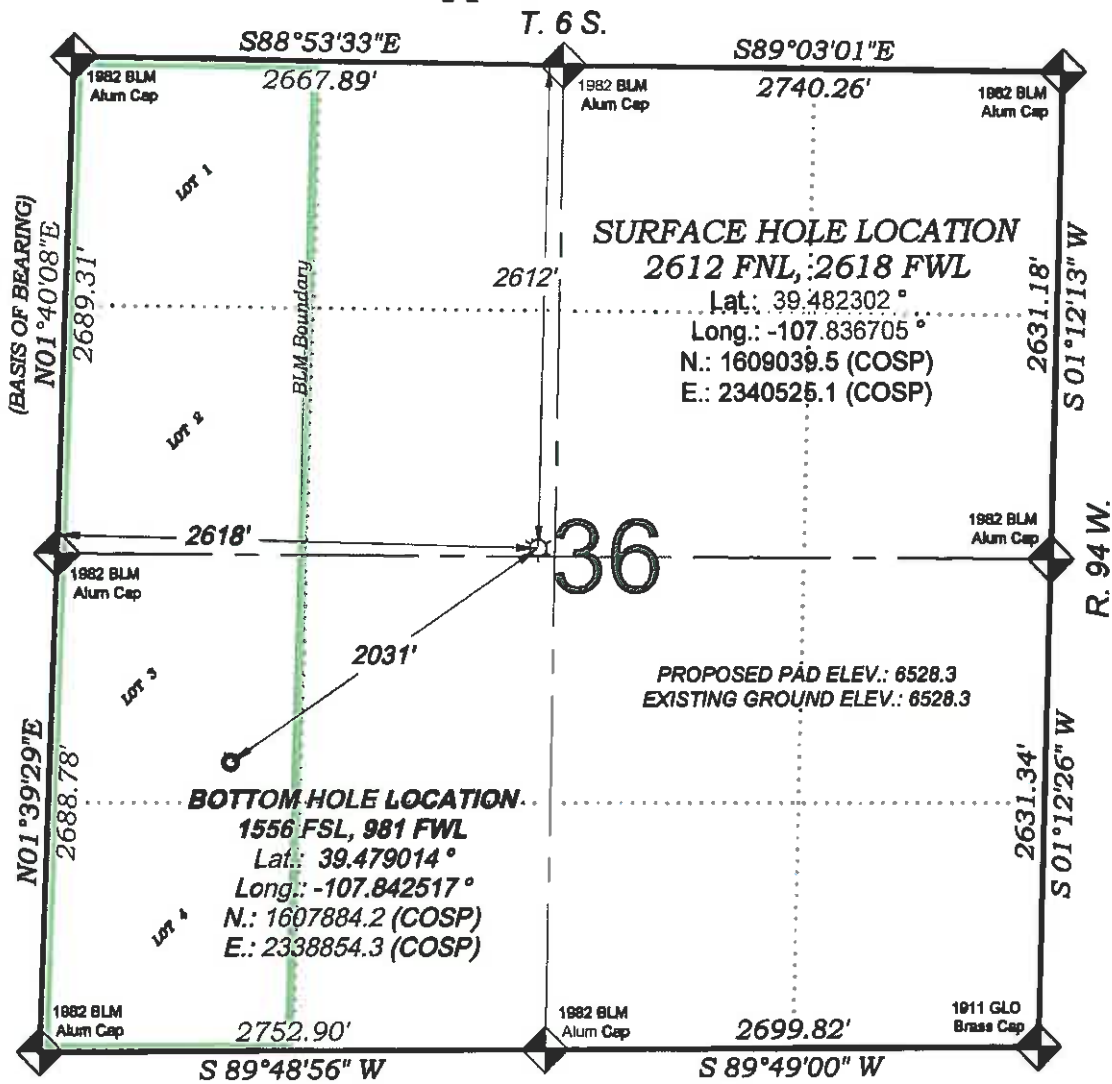 T. 6 S.
S88°53'33"E
2667.89'
S89°03'01"E
2740.26'
1982 BLM
Alum Cap
1982 BLM
Alum Cap
1982 BLM
Alum Cap
LOT 1
(BASIS OF BEARING)
N01°40'08"E
2689.31'
BLM Boundary
2612'
SURFACE HOLE LOCATION
2612 FNL, 2618 FWL
Lat.: 39.482302 °
Long.: -107.836705 °
N.: 1609039.5 (COSP)
E.: 2340525.1 (COSP)
2631.18'
S 01°12'13" W
LOT 2
2618'
36
1982 BLM
Alum Cap
1982 BLM
Alum Cap
R. 94 W.
LOT 3
2031'
PROPOSED PAD ELEV.: 6528.3
EXISTING GROUND ELEV.: 6528.3
N01°39'29"E
2688.78'
BOTTOM HOLE LOCATION
1556 FSL, 981 FWL
Lat.: 39.479014 °
Long.: -107.842517 °
N.: 1607884.2 (COSP)
E.: 2338854.3 (COSP)
2631.34'
S 01°12'26" W
LOT 4
1982 BLM
Alum Cap
1982 BLM
Alum Cap
1911 GLO
Brass Cap
2752.90'
S 89°48'56" W
2699.82'
S 89°49'00" W